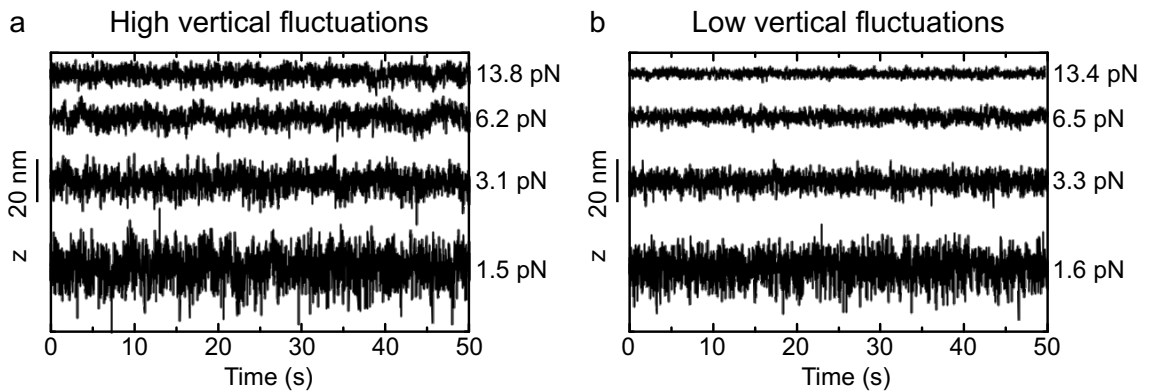 a High vertical fluctuations
13.8 pN
6.2 pN
3.1 pN
1.5 pN
20 nm
z
0 10 20 30 40 50
Time (s)
b Low vertical fluctuations
13.4 pN
6.5 pN
3.3 pN
1.6 pN
20 nm
z
0 10 20 30 40 50
Time (s)